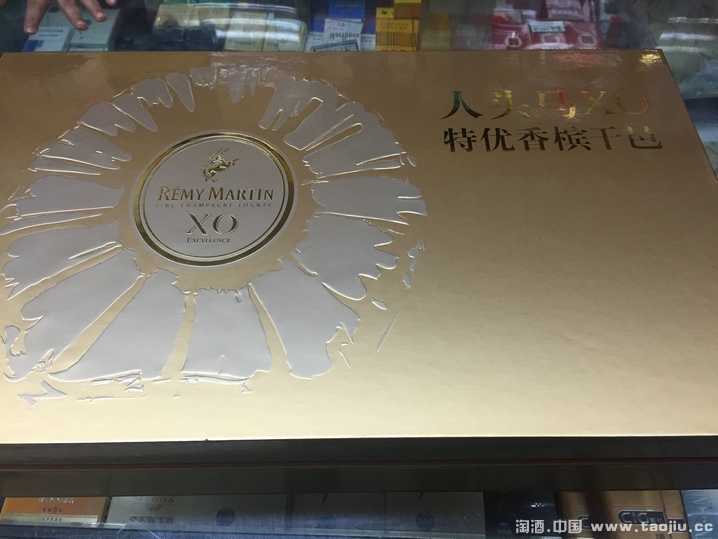 人头马XO
特优香槟干邑
RÉMY MARTIN
FINE CHAMPAGNE COGNAC
XO
EXCELLENCE
淘酒.中国 www.taojiu.cc